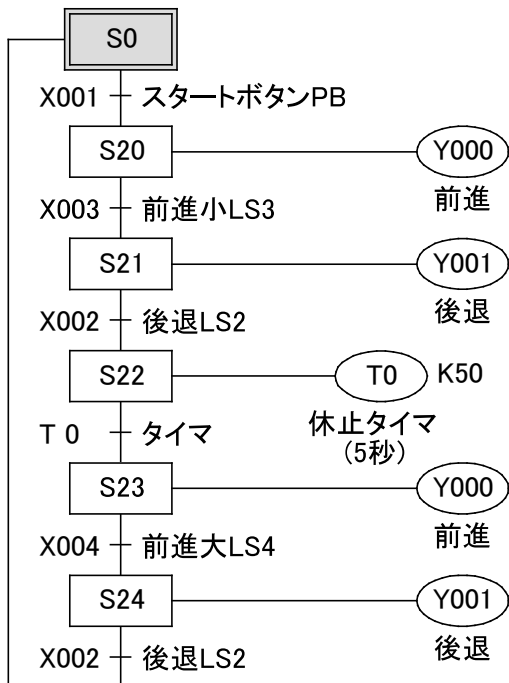 S0
X001 スタートボタンPB
S20 Y000
前進
X003 前進小LS3
S21 Y001
後退
X002 後退LS2
S22 T0 K50
休止タイマ
(5秒)
T 0 タイマ
S23 Y000
前進
X004 前進大LS4
S24 Y001
後退
X002 後退LS2